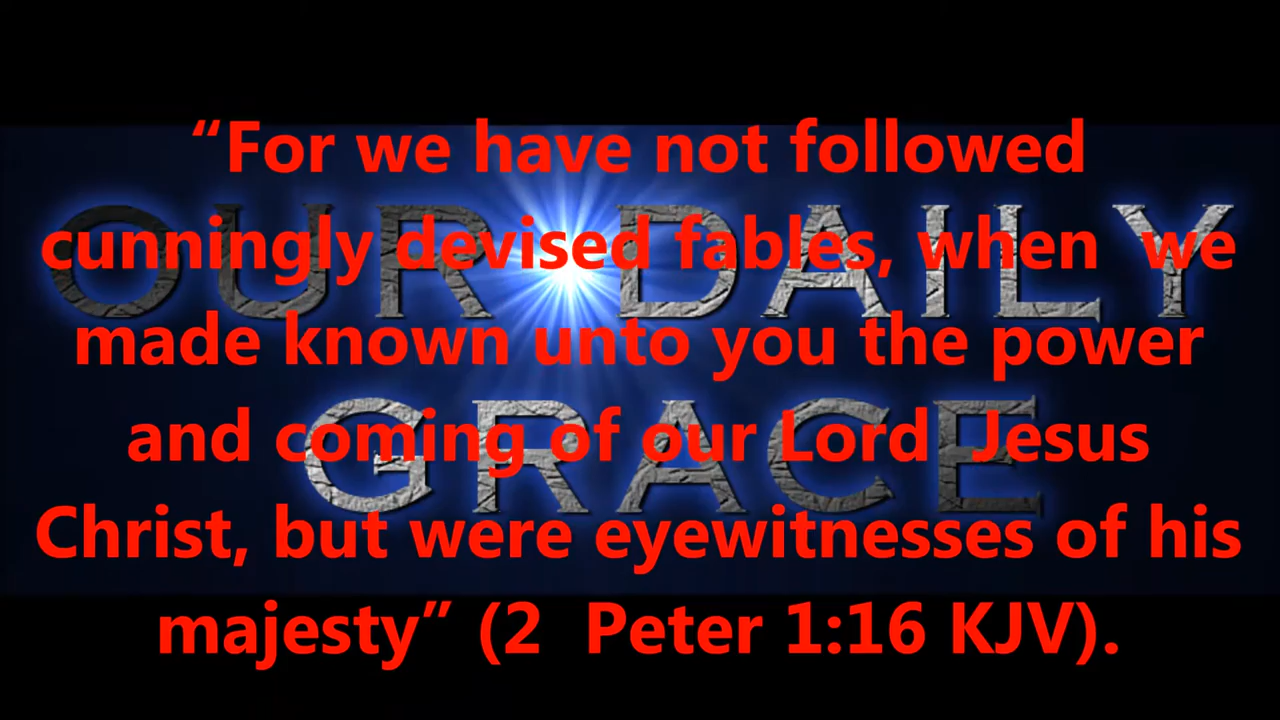 “For we have not followed
cunningly devised fables, when  we
made known unto you the power
and coming of our Lord  Jesus
Christ, but were eyewitnesses of his
majesty” (2  Peter 1:16 KJV).
OUR DAILY
GRACE